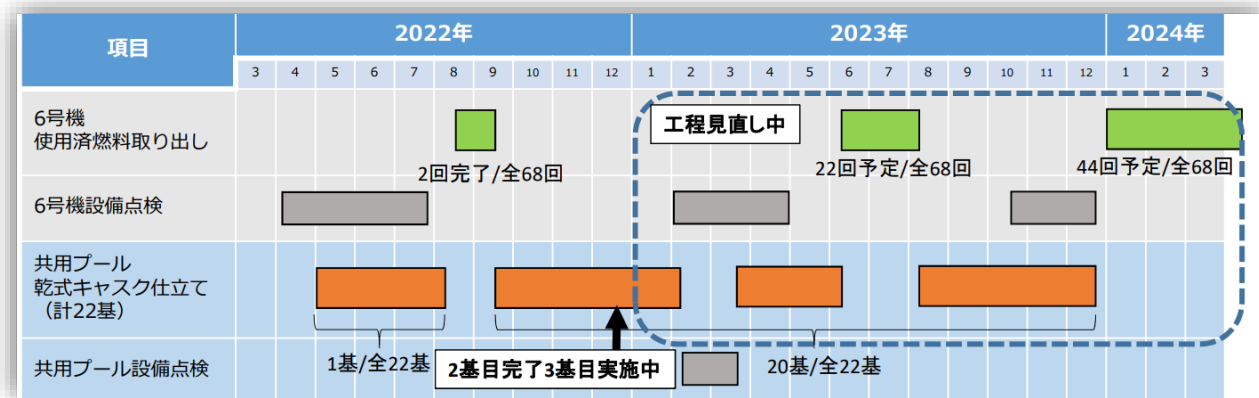 項目
2022年
2023年
2024年
3 4 5 6 7 8 9 10 11 12 1 2 3 4 5 6 7 8 9 10 11 12 1 2 3
6号機
使用済燃料取り出し
工程見直し中
2回完了/全68回
22回予定/全68回
44回予定/全68回
6号機設備点検
共用プール
乾式キャスク仕立て
(計22基)
1基/全22基
2基目完了3基目実施中
20基/全22基
共用プール設備点検